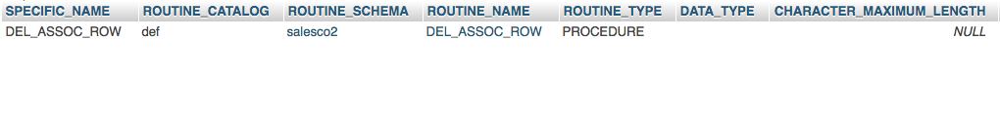 SPECIFIC_NAME ROUTINE_CATALOG ROUTINE_SCHEMA ROUTINE_NAME ROUTINE_TYPE DATA_TYPE CHARACTER_MAXIMUM_LENGTH
DEL_ASSOC_ROW def salesco2 DEL_ASSOC_ROW PROCEDURE NULL